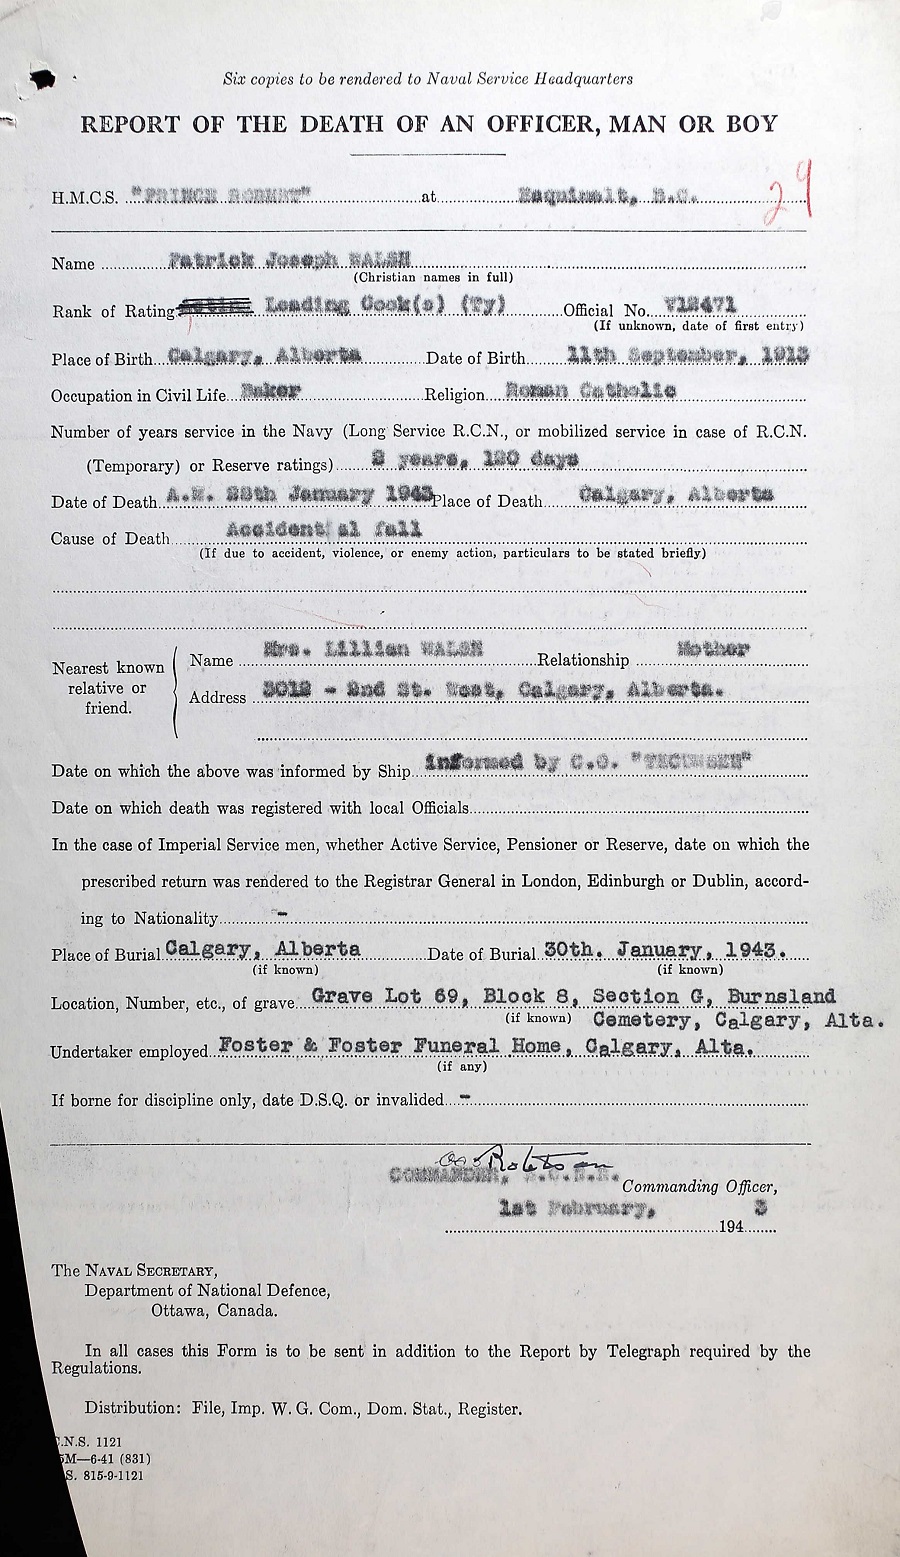 Six copies to be rendered to Naval Service Headquarters
REPORT OF THE DEATH OF AN OFFICER, MAN OR BOY
29
H.M.C.S. "PRINCE ROBERT" at Esquimalt, B.C.
Name Patrick Joseph WALSH
(Christian names in full)
Rank of Rating Leading Cook(s) (Ty) Official No. V12471
(If unknown, date of first entry)
Place of Birth Calgary, Alberta Date of Birth 11th September, 1913
Occupation in Civil Life Baker Religion Roman Catholic
Number of years service in the Navy (Long Service R.C.N., or mobilized service in case of R.C.N.
(Temporary) or Reserve ratings) 2 years, 120 days
Date of Death A.M. 28th January 1943 Place of Death Calgary, Alberta
Cause of Death Accidental fall
(If due to accident, violence, or enemy action, particulars to be stated briefly)
Nearest known relative or friend.
Name Mrs. Lillian WALSH Relationship Mother
Address 3012 - 2nd St. West, Calgary, Alberta.
Date on which the above was informed by Ship informed by C.O. "TECUMSEH"
Date on which death was registered with local Officials
In the case of Imperial Service men, whether Active Service, Pensioner or Reserve, date on which the
prescribed return was rendered to the Registrar General in London, Edinburgh or Dublin, accord-
ing to Nationality -
Place of Burial Calgary, Alberta Date of Burial 30th. January, 1943.
(if known) (if known)
Location, Number, etc., of grave Grave Lot 69, Block 8, Section G, Burnsland
(if known) Cemetery, Calgary, Alta.
Undertaker employed Foster & Foster Funeral Home, Calgary, Alta.
(if any)
If borne for discipline only, date D.S.Q. or invalided -
COMMANDER, R.C.N.R.
Commanding Officer,
1st February, 1943
The NAVAL SECRETARY,
Department of National Defence,
Ottawa, Canada.
In all cases this Form is to be sent in addition to the Report by Telegraph required by the
Regulations.
Distribution: File, Imp. W. G. Com., Dom. Stat., Register.
.N.S. 1121
5M—6-41 (831)
S. 815-9-1121